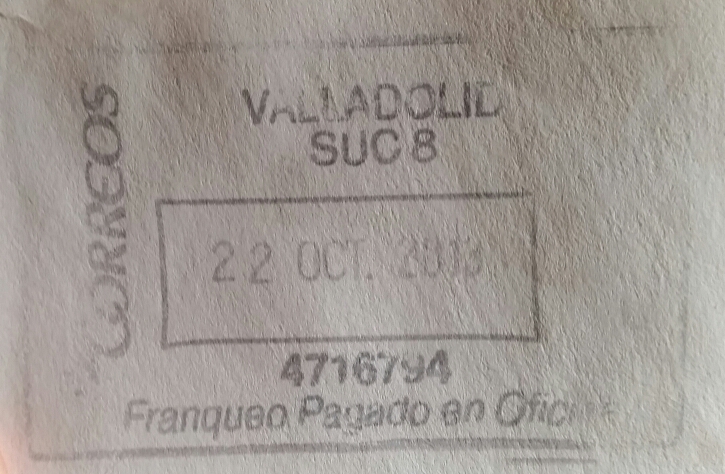 CORREOS
VALLADOLID
SUC 8
22 OCT.
4716794
Franqueo Pagado en Oficina